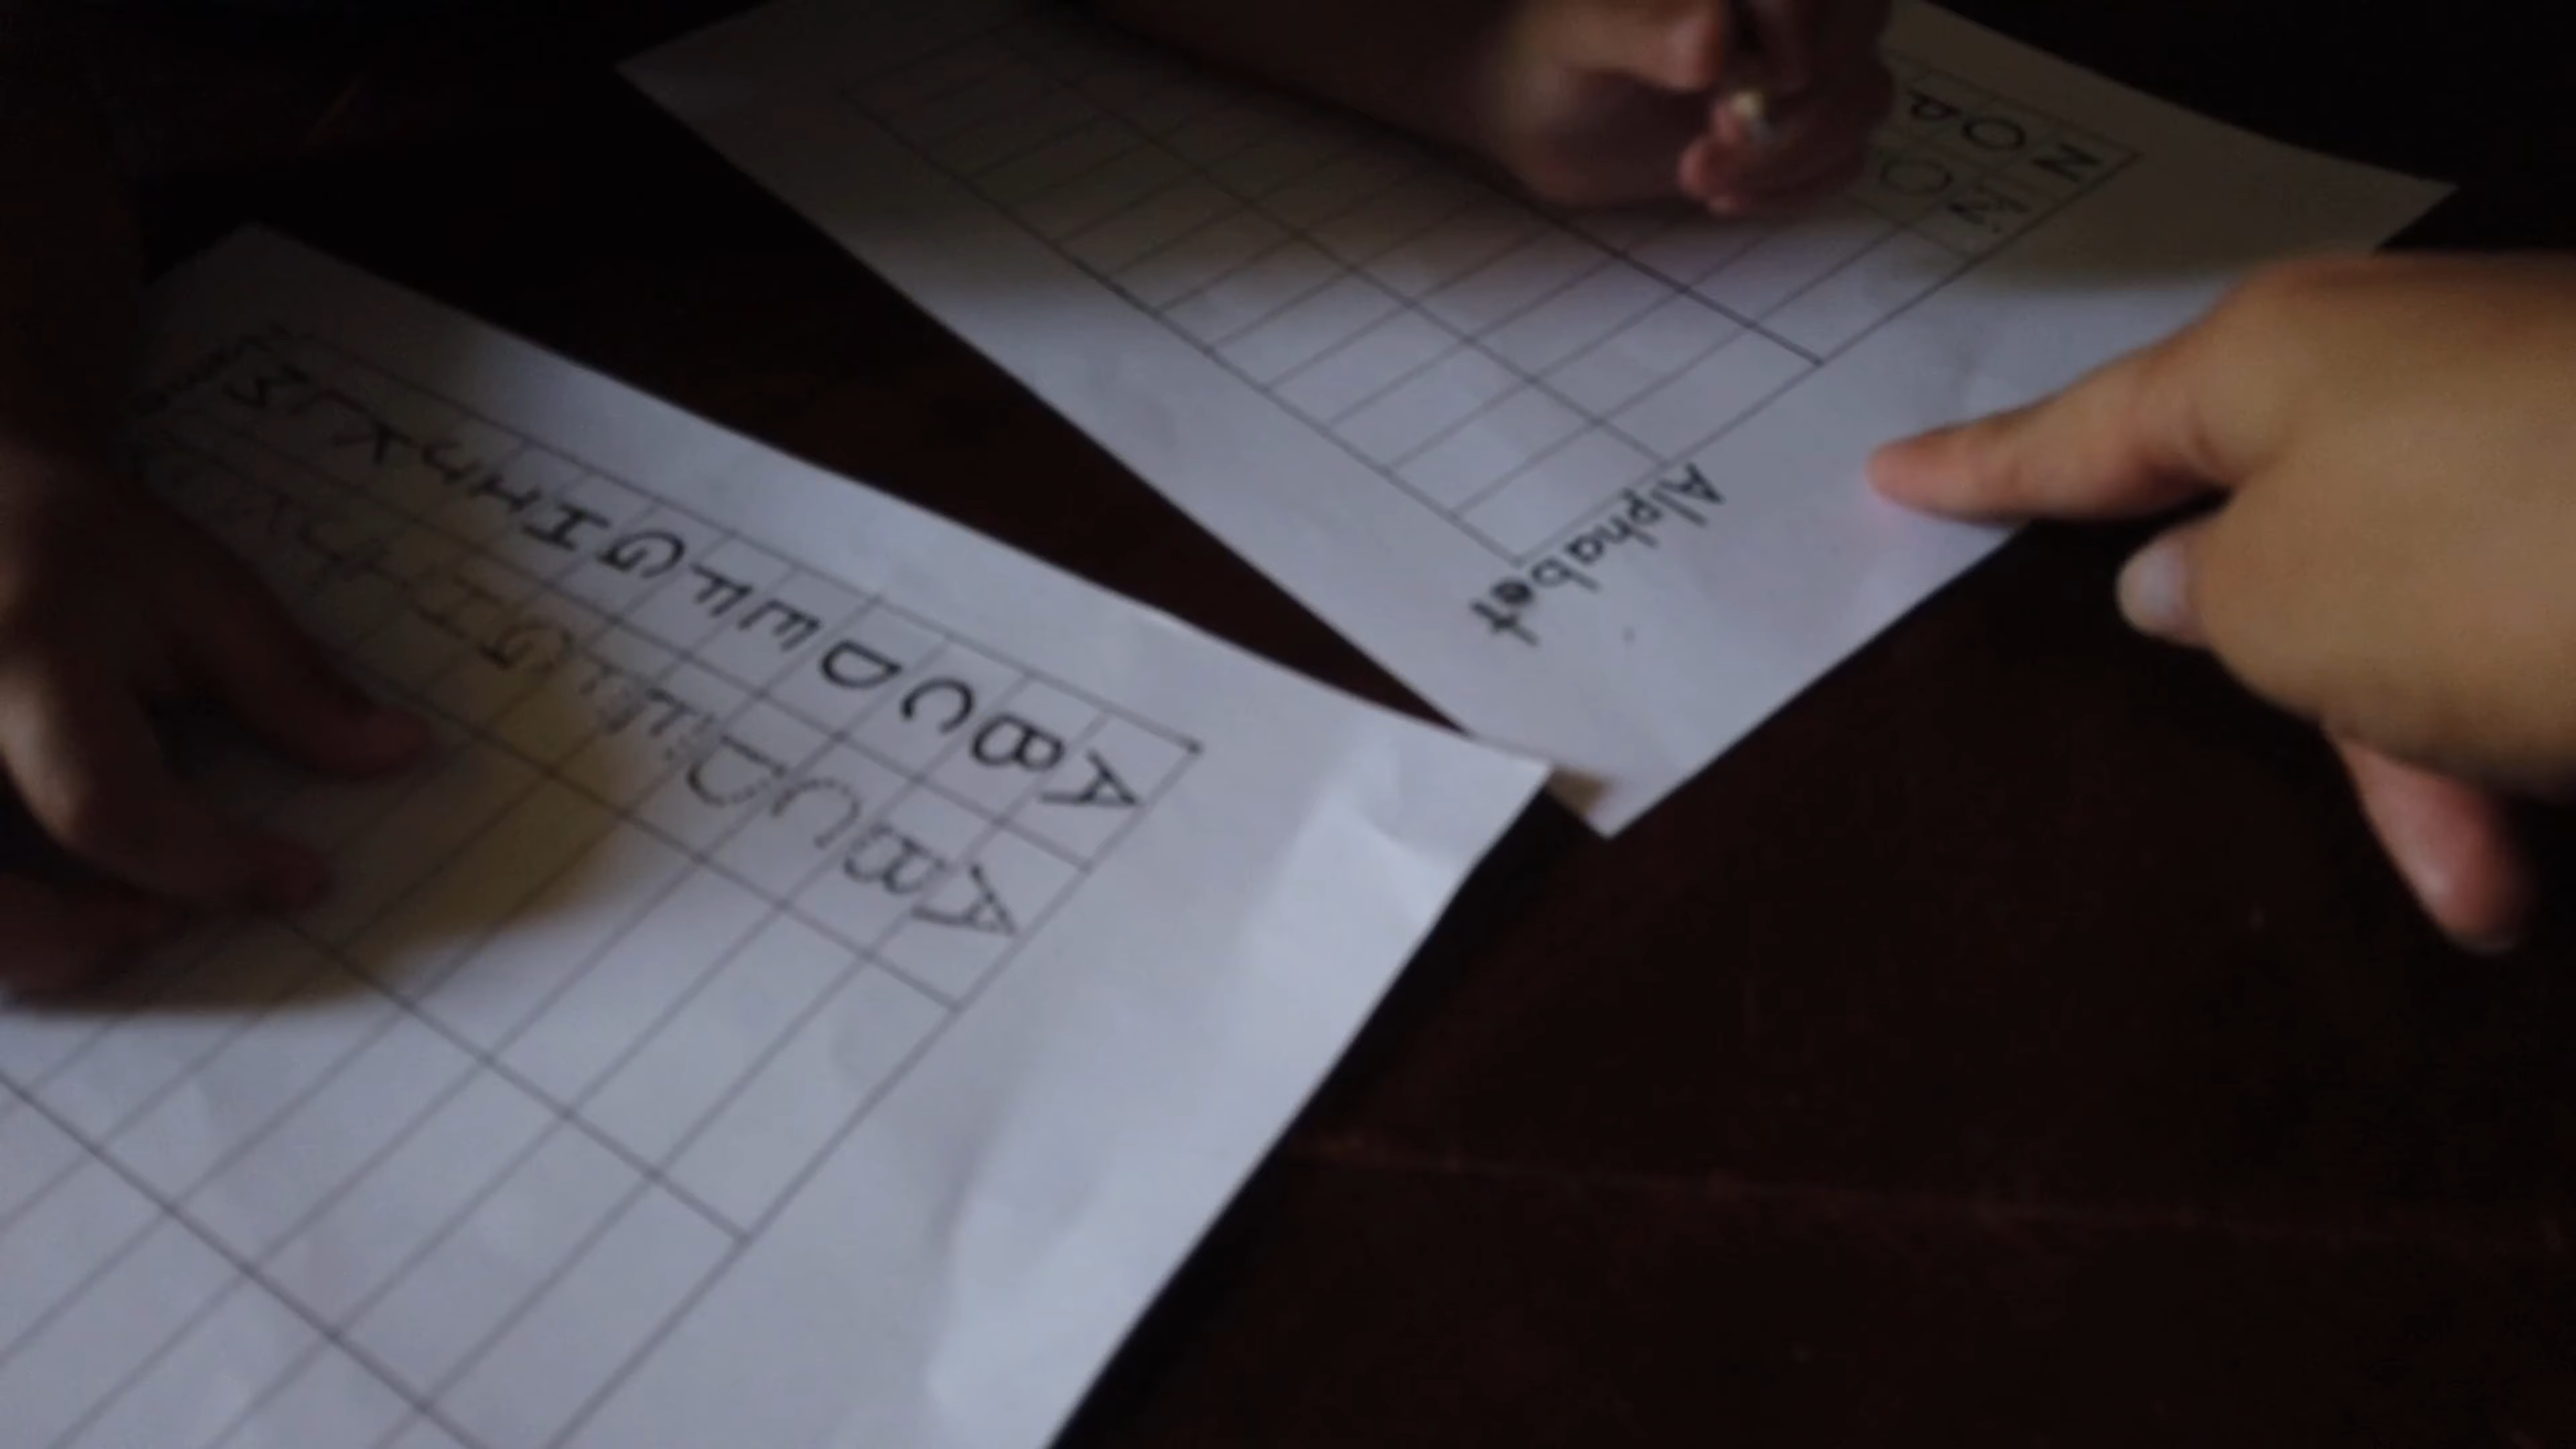 Alphabet
N O P
N O
A B C D E F G H I J K L M
A B C D E F G H I J K